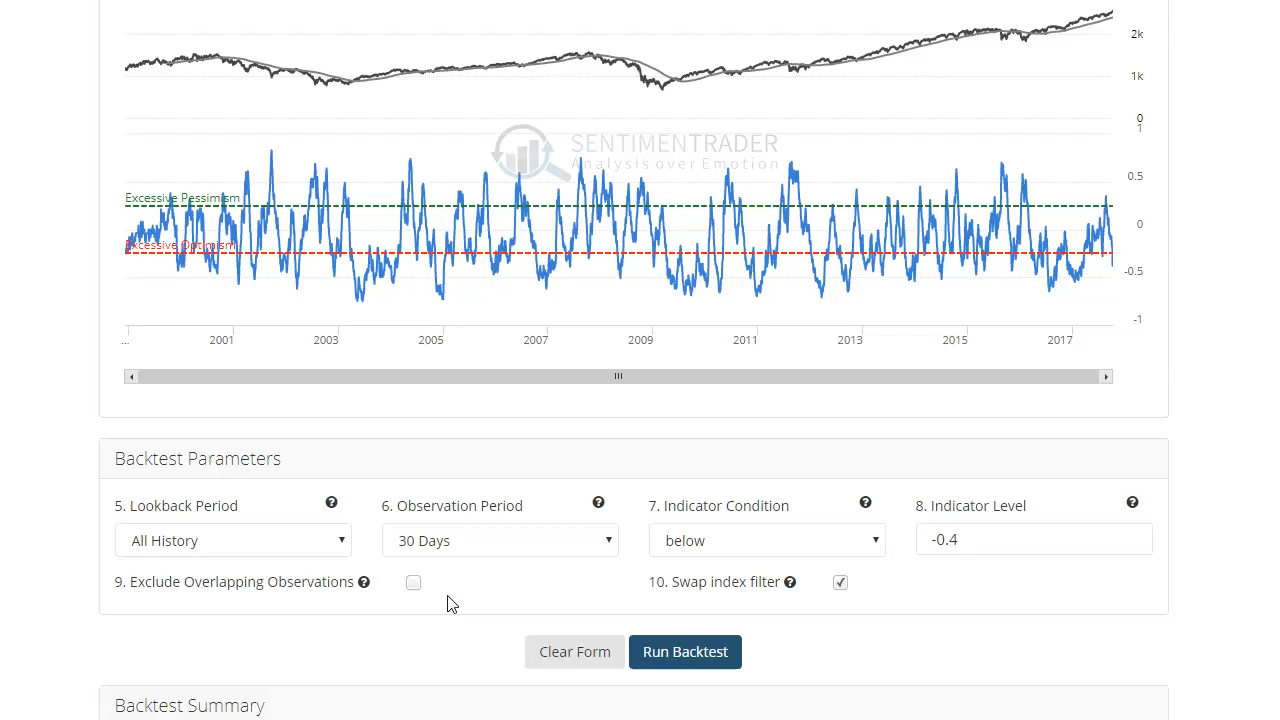 2k
1k
0
1
SENTIMENTRADER
Analysis over Emotion
Excessive Pessimism
0.5
0
Excessive Optimism
-0.5
-1
... 2001 2003 2005 2007 2009 2011 2013 2015 2017
Backtest Parameters
5. Lookback Period 6. Observation Period 7. Indicator Condition 8. Indicator Level
All History 30 Days below -0.4
9. Exclude Overlapping Observations 10. Swap index filter
Clear Form Run Backtest
Backtest Summary